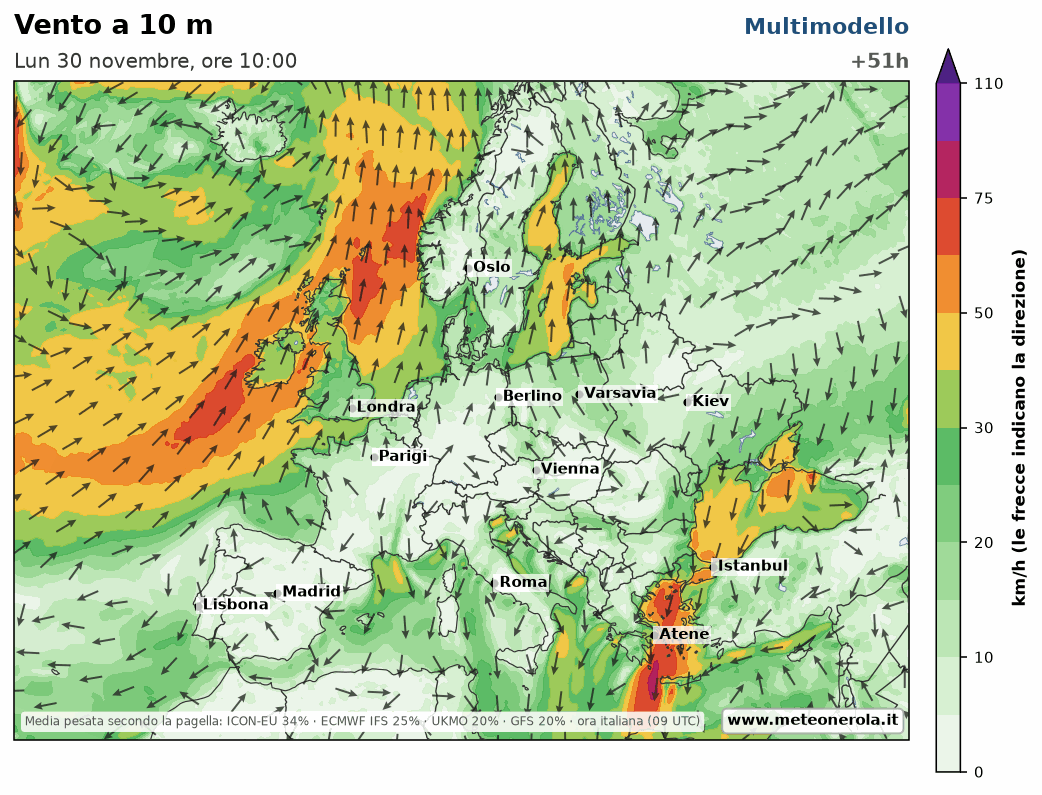 Vento a 10 m
Multimodello
Lun 30 novembre, ore 10:00
+51h
110
75
50
30
20
10
0
km/h (le frecce indicano la direzione)
Oslo
Berlino
Varsavia
Kiev
Londra
Parigi
Vienna
Istanbul
Roma
Madrid
Lisbona
Atene
Media pesata secondo la pagella: ICON-EU 34% · ECMWF IFS 25% · UKMO 20% · GFS 20% · ora italiana (09 UTC)
www.meteonerola.it